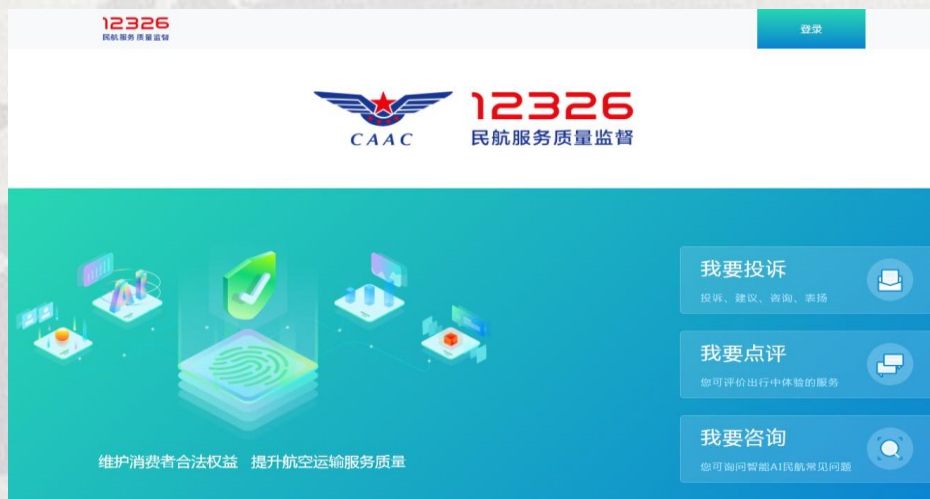 12326
民航服务质量监督
登录
CAAC
12326
民航服务质量监督
AI
我要投诉
投诉、建议、咨询、表扬
我要点评
您可评价出行中体验的服务
我要咨询
您可询问智能AI民航常见问题
维护消费者合法权益 提升航空运输服务质量